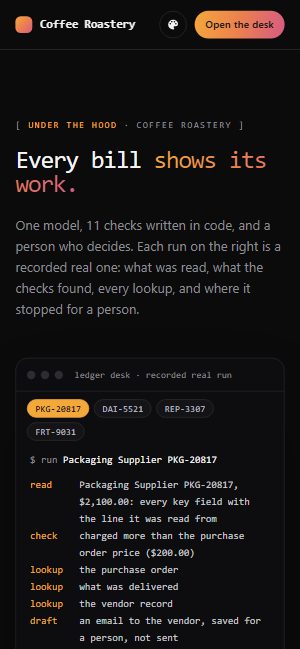 Coffee Roastery
Open the desk
[ UNDER THE HOOD · COFFEE ROASTERY ]
Every bill shows its
work.
One model, 11 checks written in code, and a
person who decides. Each run on the right is a
recorded real one: what was read, what the
checks found, every lookup, and where it
stopped for a person.
ledger desk · recorded real run
PKG-20817 DAI-5521 REP-3307
FRT-9031
$ run Packaging Supplier PKG-20817
read Packaging Supplier PKG-20817,
$2,100.00: every key field with
the line it was read from
check charged more than the purchase
order price ($200.00)
lookup the purchase order
lookup what was delivered
lookup the vendor record
draft an email to the vendor, saved for
a person, not sent